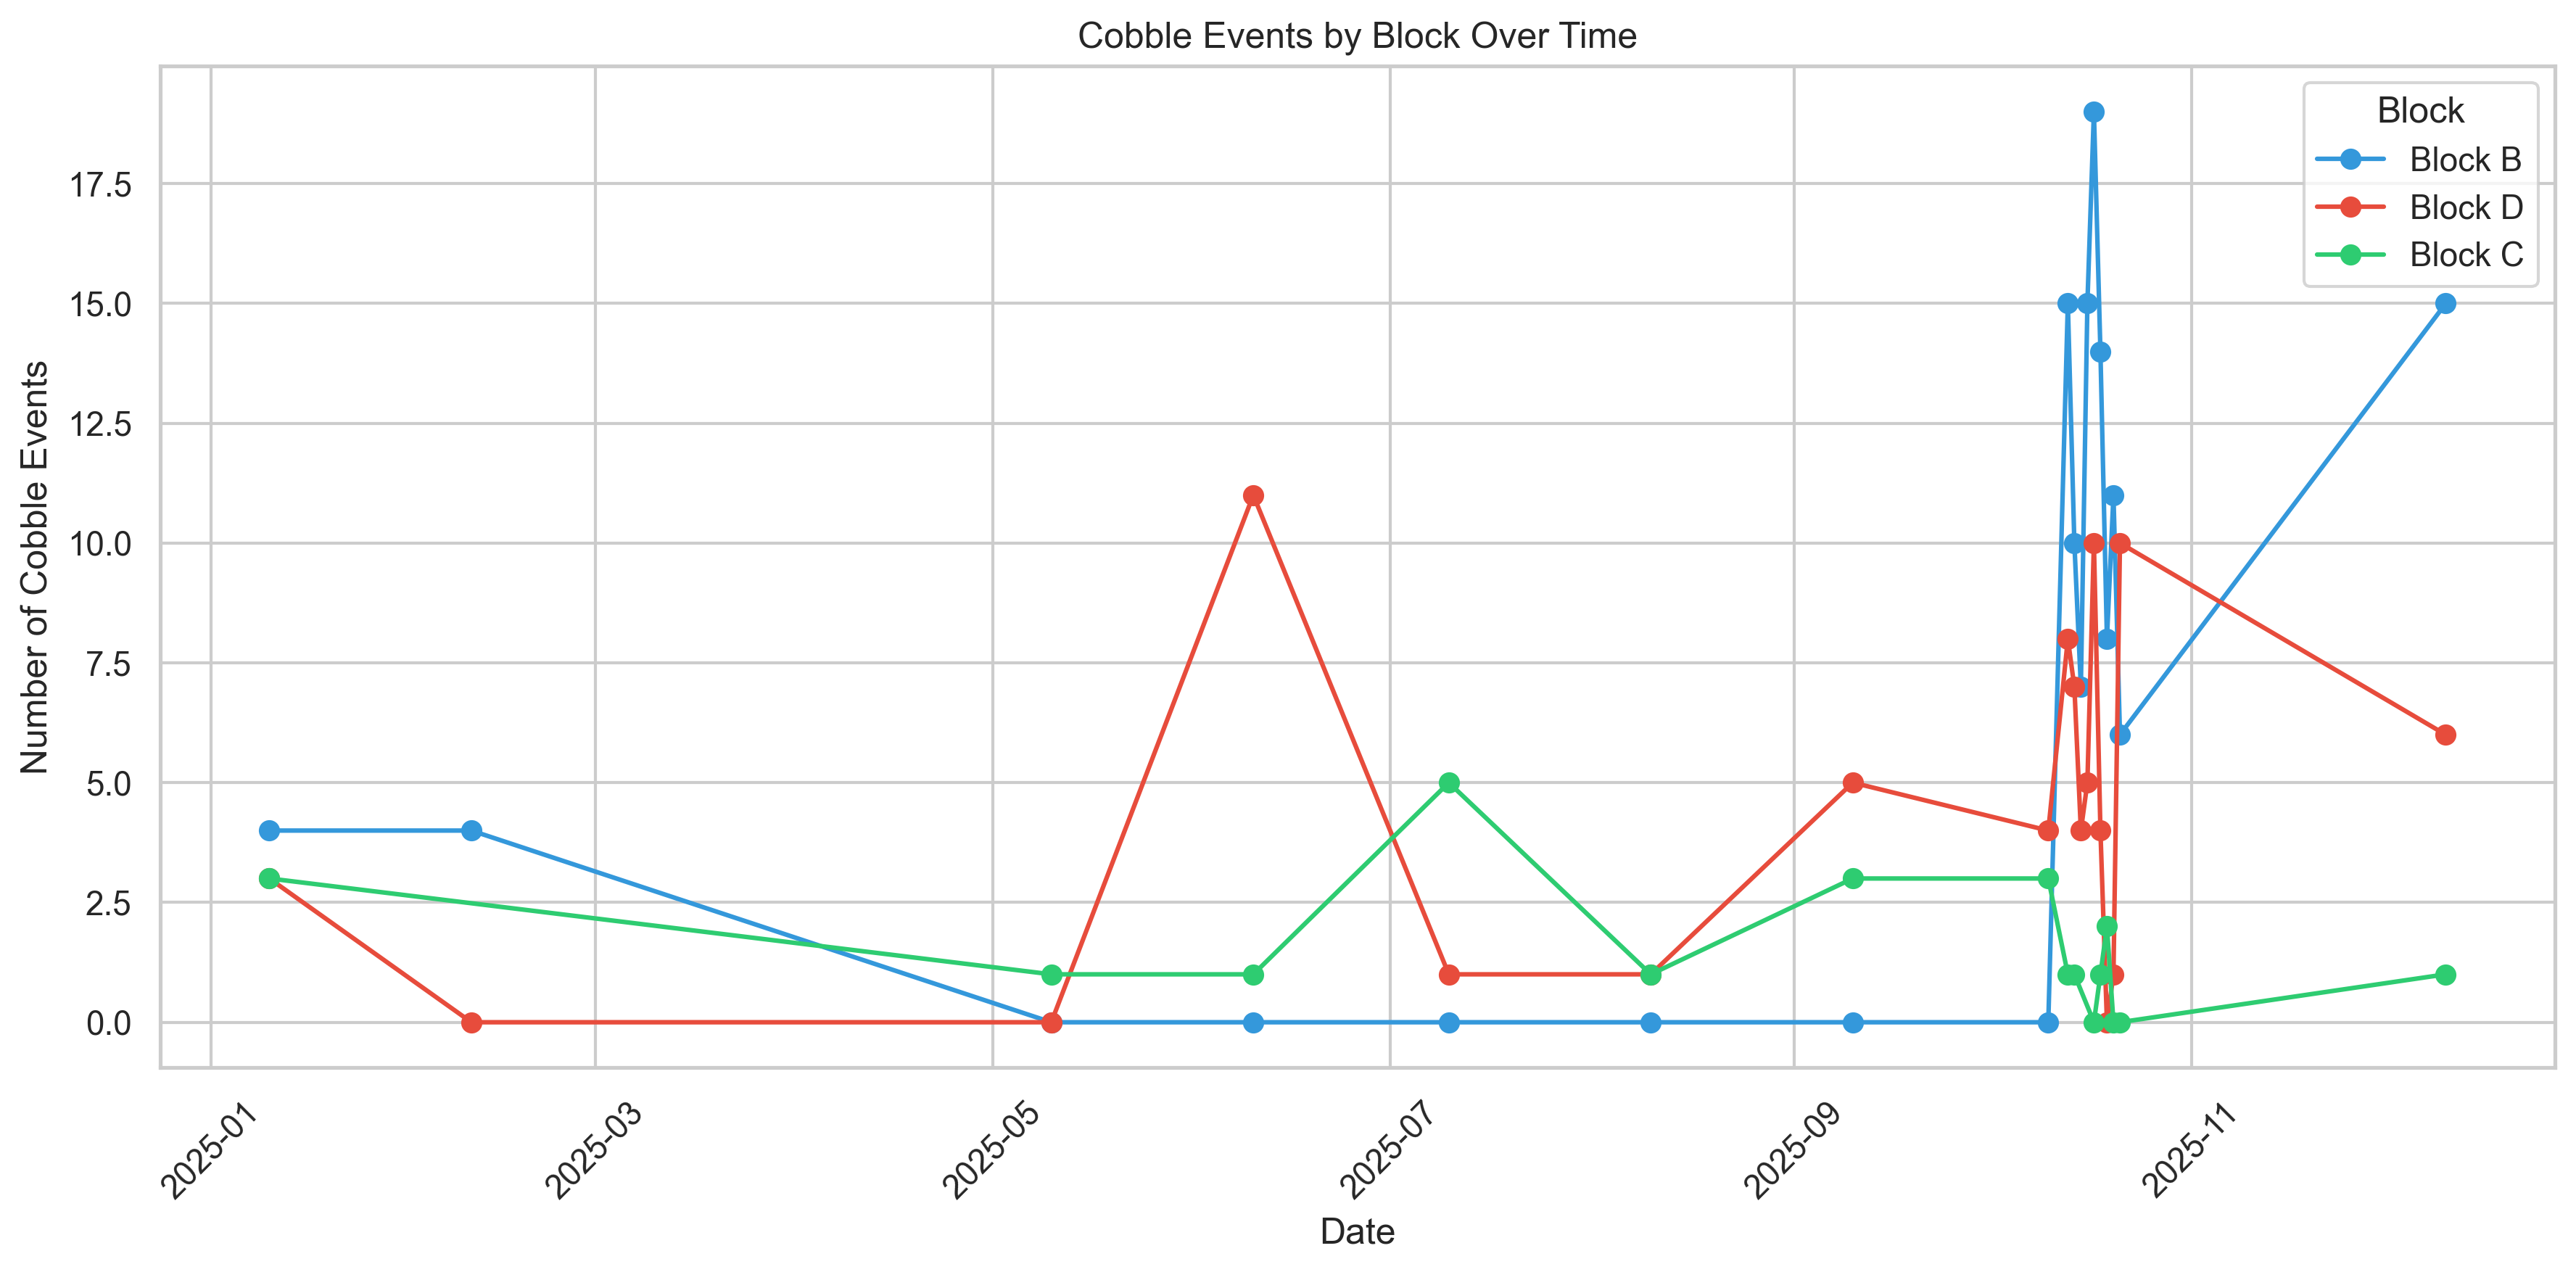 Cobble Events by Block Over Time
Number of Cobble Events
17.5
15.0
12.5
10.0
7.5
5.0
2.5
0.0
Block
Block B
Block D
Block C
2025-01
2025-03
2025-05
2025-07
2025-09
2025-11
Date